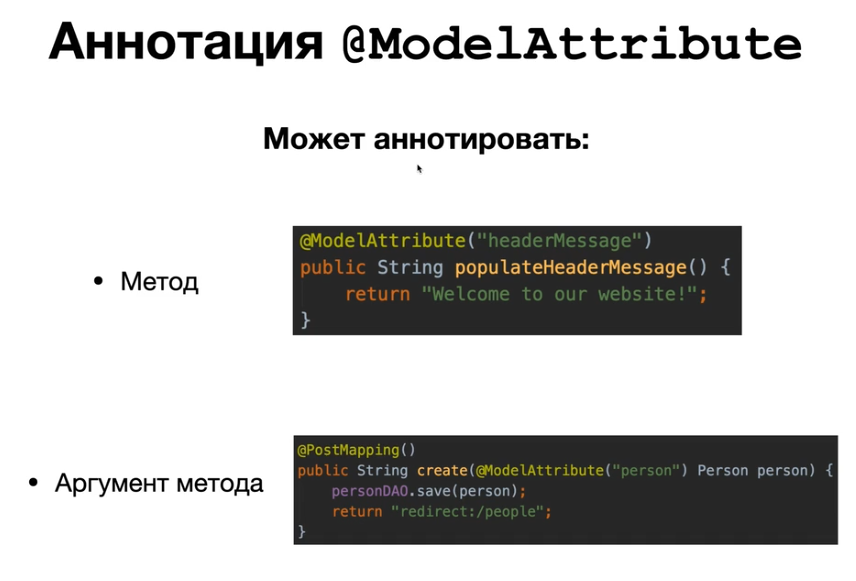 Аннотация @ModelAttribute
Может аннотировать:
• Метод
@ModelAttribute("headerMessage")
public String populateHeaderMessage() {
    return "Welcome to our website!";
}
• Аргумент метода
@PostMapping()
public String create(@ModelAttribute("person") Person person) {
    personDAO.save(person);
    return "redirect:/people";
}